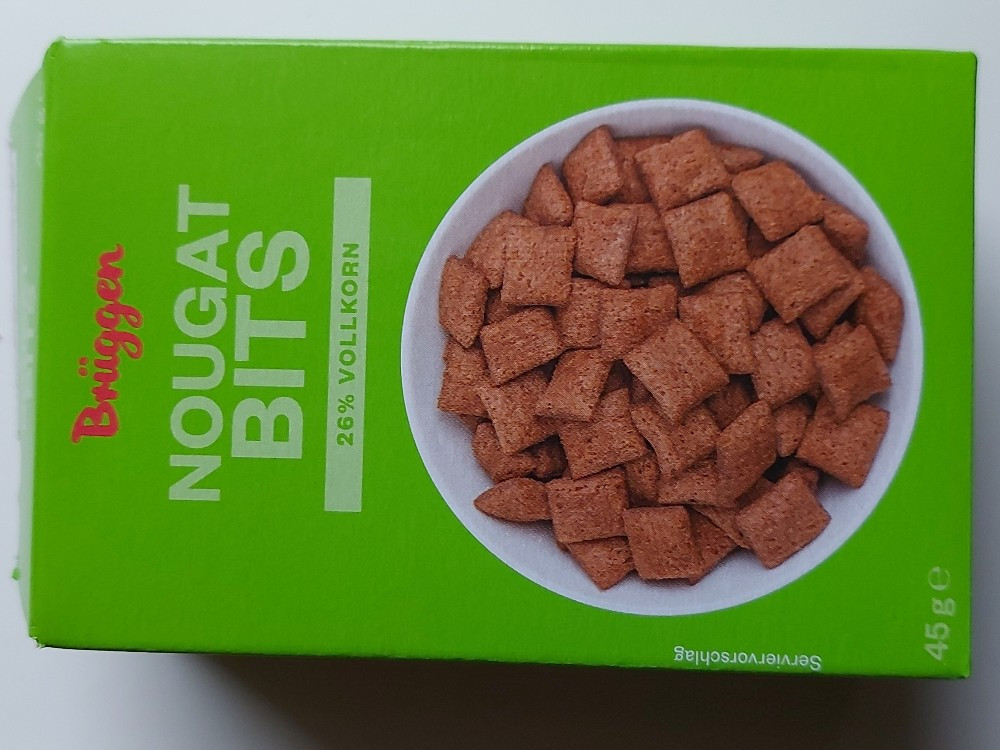 Brüggen
NOUGAT
BITS
26% VOLLKORN
Serviervorschlag
45 g ℮